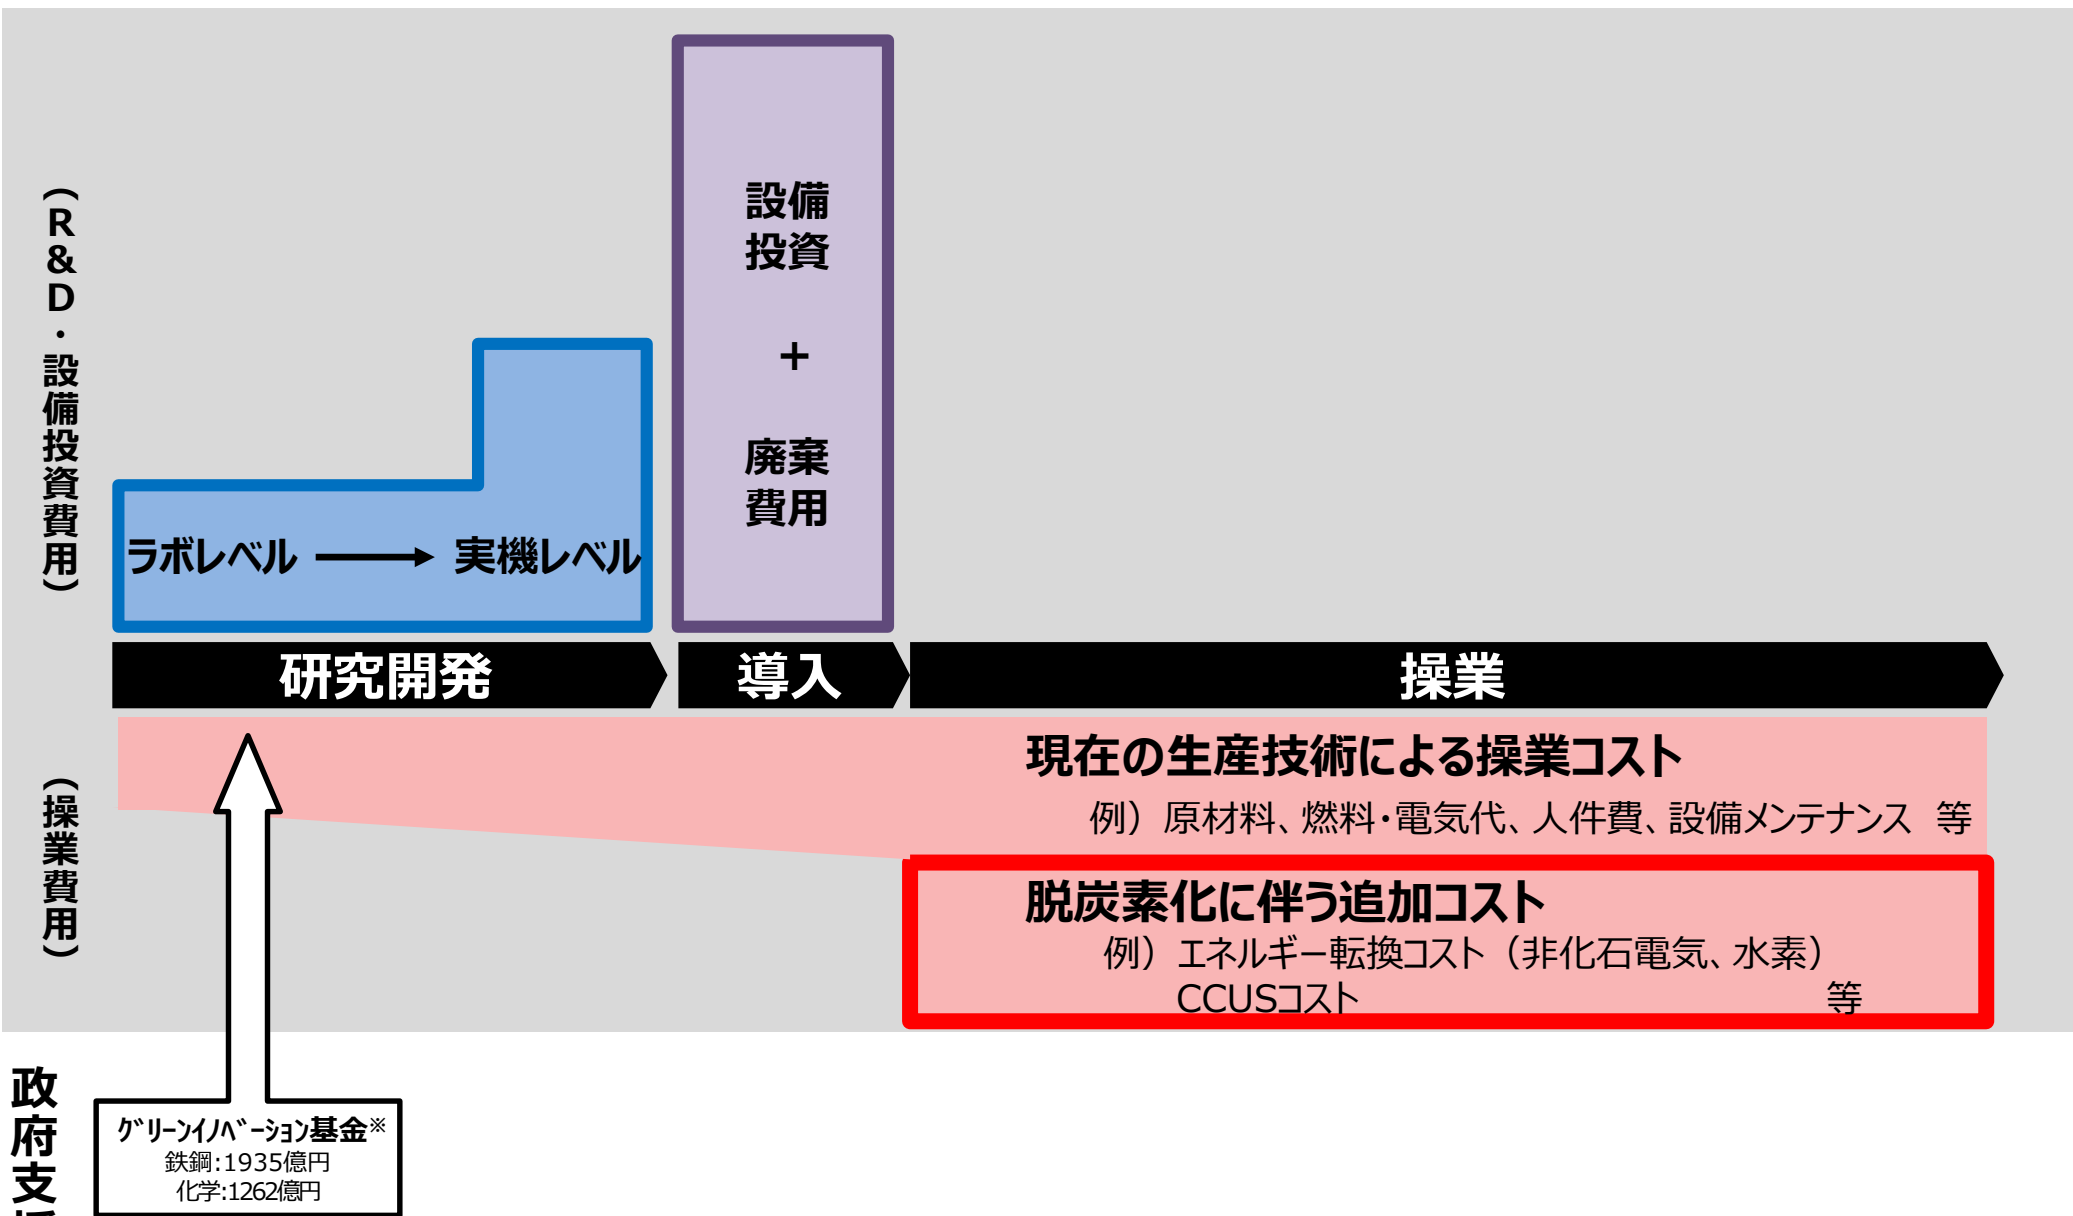 （R&D・設備投資費用）
設備
投資
＋
廃棄
費用
ラボレベル
実機レベル
研究開発
導入
操業
（操業費用）
現在の生産技術による操業コスト
例）原材料、燃料・電気代、人件費、設備メンテナンス 等
脱炭素化に伴う追加コスト
例）エネルギー転換コスト（非化石電気、水素）
CCUSコスト 等
政府支
ｸﾞﾘｰﾝｲﾉﾍﾞｰｼｮﾝ基金※
鉄鋼:1935億円
化学:1262億円